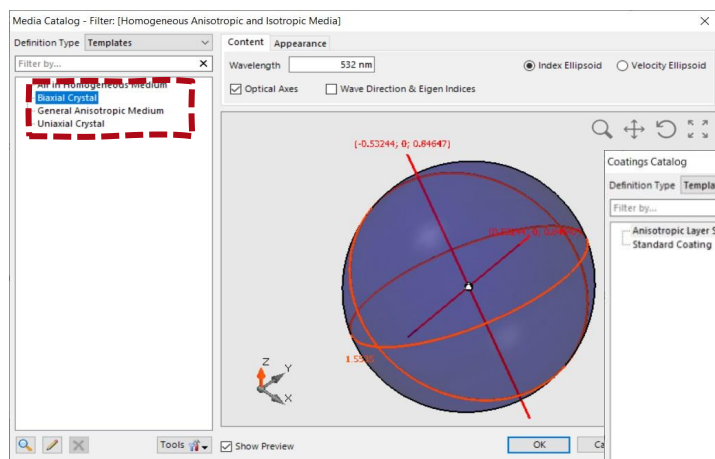 Media Catalog - Filter: [Homogeneous Anisotropic and Isotropic Media]
Definition Type Templates
Filter by...
Air in Homogeneous Medium
Biaxial Crystal
General Anisotropic Medium
Uniaxial Crystal
Tools
Content Appearance
Wavelength 532 nm
Index Ellipsoid Velocity Ellipsoid
Optical Axes Wave Direction & Eigen Indices
(-0.53244; 0; 0.84647)
Z
Y
X
Show Preview
OK
Ca
Coatings Catalog
Definition Type Templa
Filter by...
Anisotropic Layer S
Standard Coating